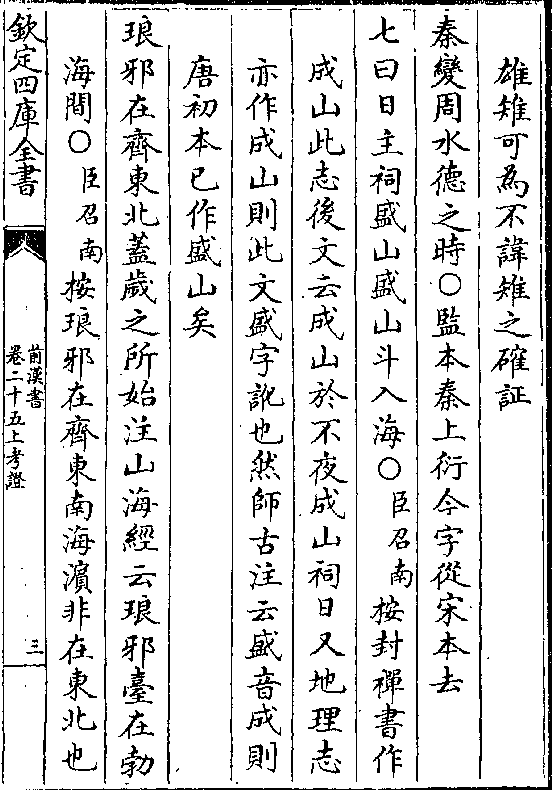 雄雉可為不諱雉之確証
秦變周水德之時○監本秦上衍今字從宋本去
七曰日主祠盛山盛山斗入海○臣召南按封禪書作
成山此志後文云成山於不夜成山祠日又地理志
亦作成山則此文盛字訛也然師古注云盛音成則
唐初本已作盛山矣
琅邪在齊東北蓋歲之所始注山海經云琅邪臺在勃
海間○臣召南按琅邪在齊東南海濵非在東北也
欽定四庫全書
前漢書
卷二十五上考證
三